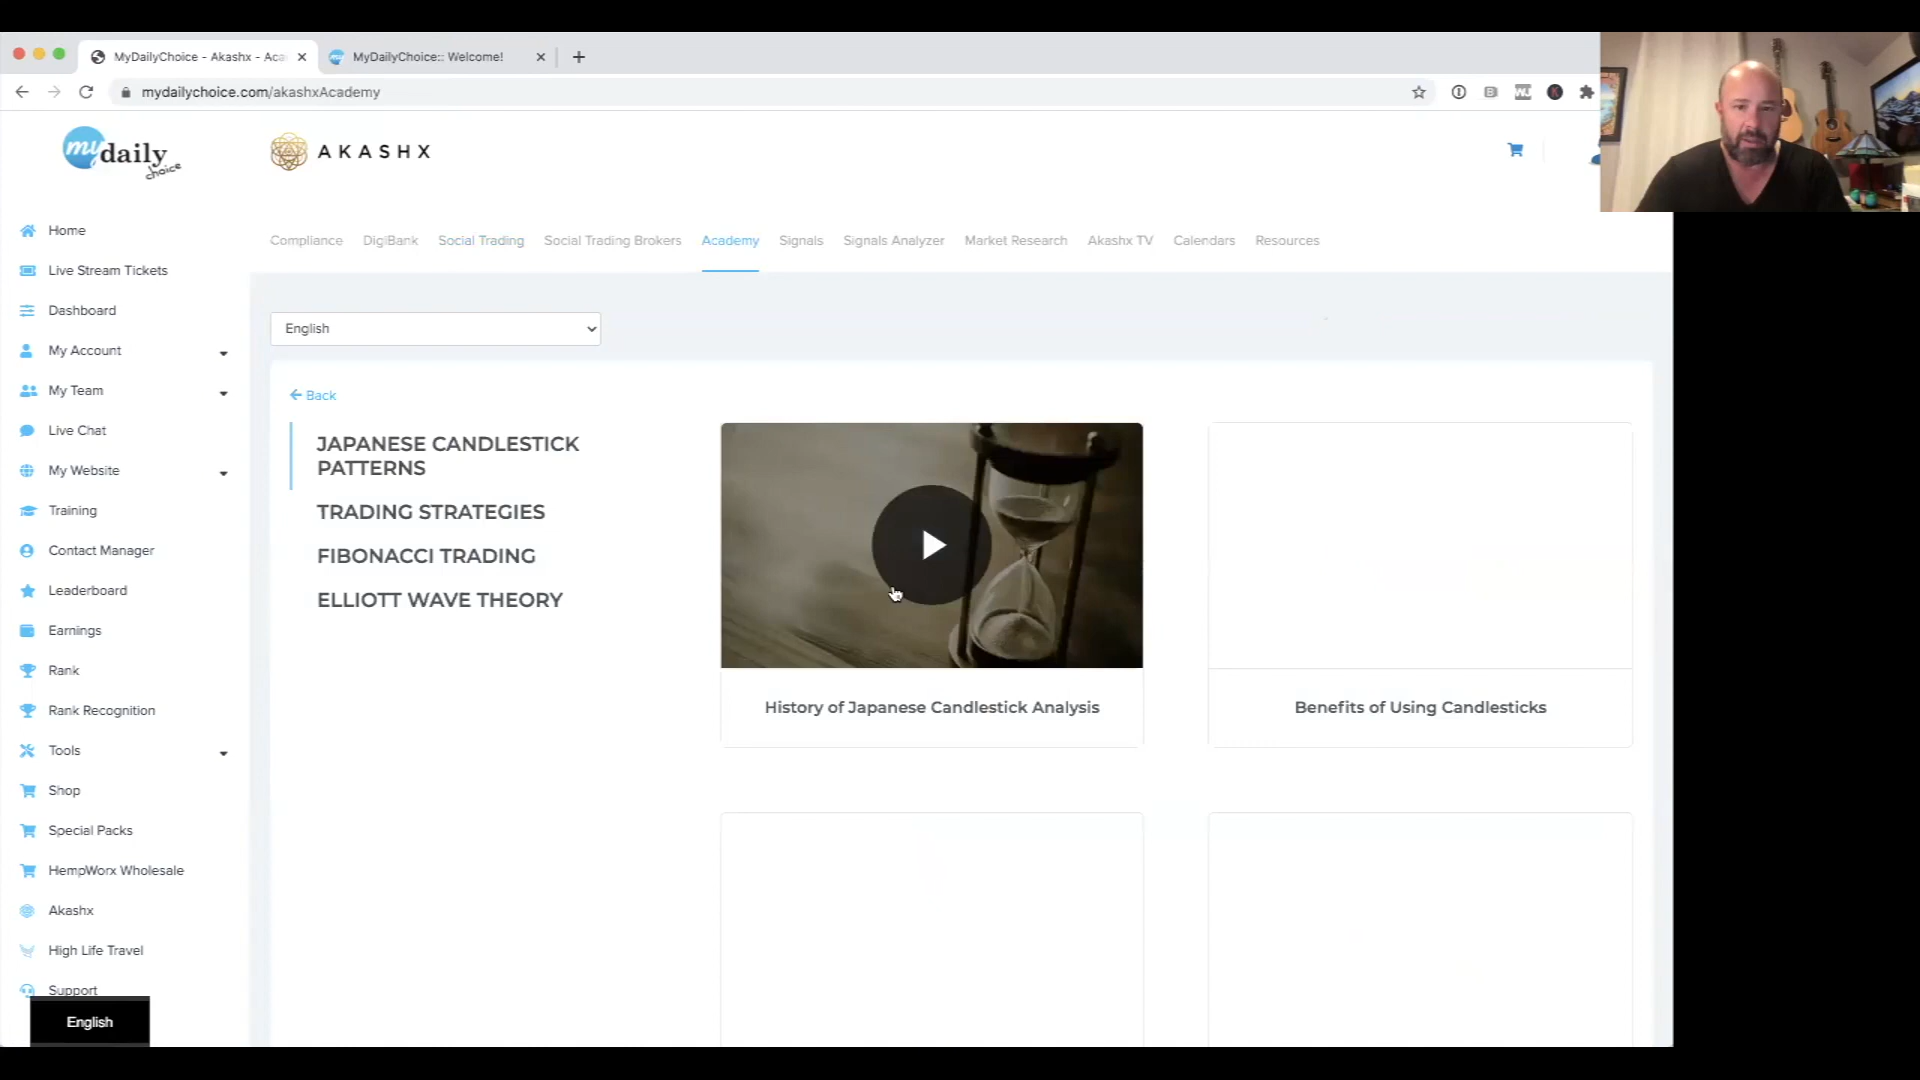 MyDailyChoice - Akashx - Aca
MyDailyChoice:: Welcome!
mydailychoice.com/akashxAcademy
my daily choice
AKASHX
Home
Live Stream Tickets
Dashboard
My Account
My Team
Live Chat
My Website
Training
Contact Manager
Leaderboard
Earnings
Rank
Rank Recognition
Tools
Shop
Special Packs
HempWorx Wholesale
Akashx
High Life Travel
Support
English
Compliance DigiBank Social Trading Social Trading Brokers Academy Signals Signals Analyzer Market Research Akashx TV Calendars Resources
English
Back
JAPANESE CANDLESTICK
PATTERNS
TRADING STRATEGIES
FIBONACCI TRADING
ELLIOTT WAVE THEORY
History of Japanese Candlestick Analysis
Benefits of Using Candlesticks